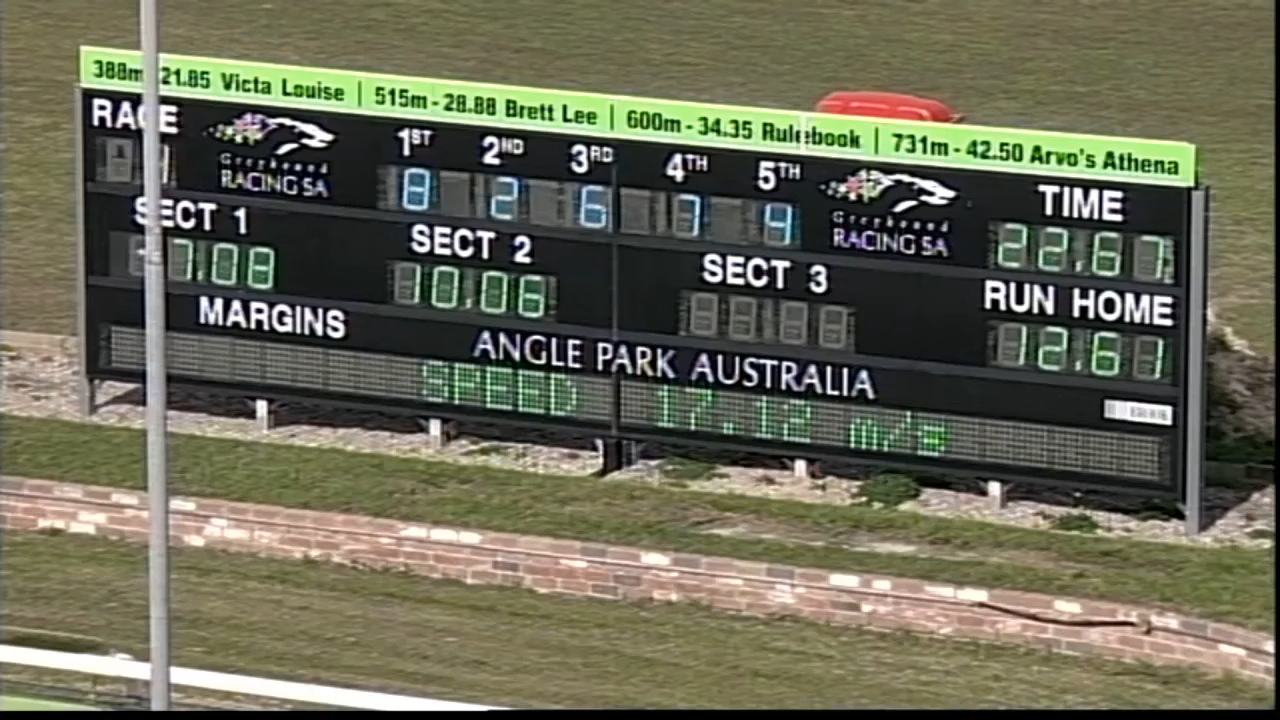 388m 21.85 Victa Louise | 515m - 28.88 Brett Lee | 600m - 34.35 Rulebook | 731m - 42.50 Arvo's Athena
RACE 1ST 2ND 3RD 4TH 5TH TIME
Greyhound RACING SA 8 2 6 7 4 Greyhound RACING SA 22.67
SECT 1 SECT 2 SECT 3 RUN HOME
7.08 10.06 12.61
MARGINS ANGLE PARK AUSTRALIA
SPEED 17.12 m/s